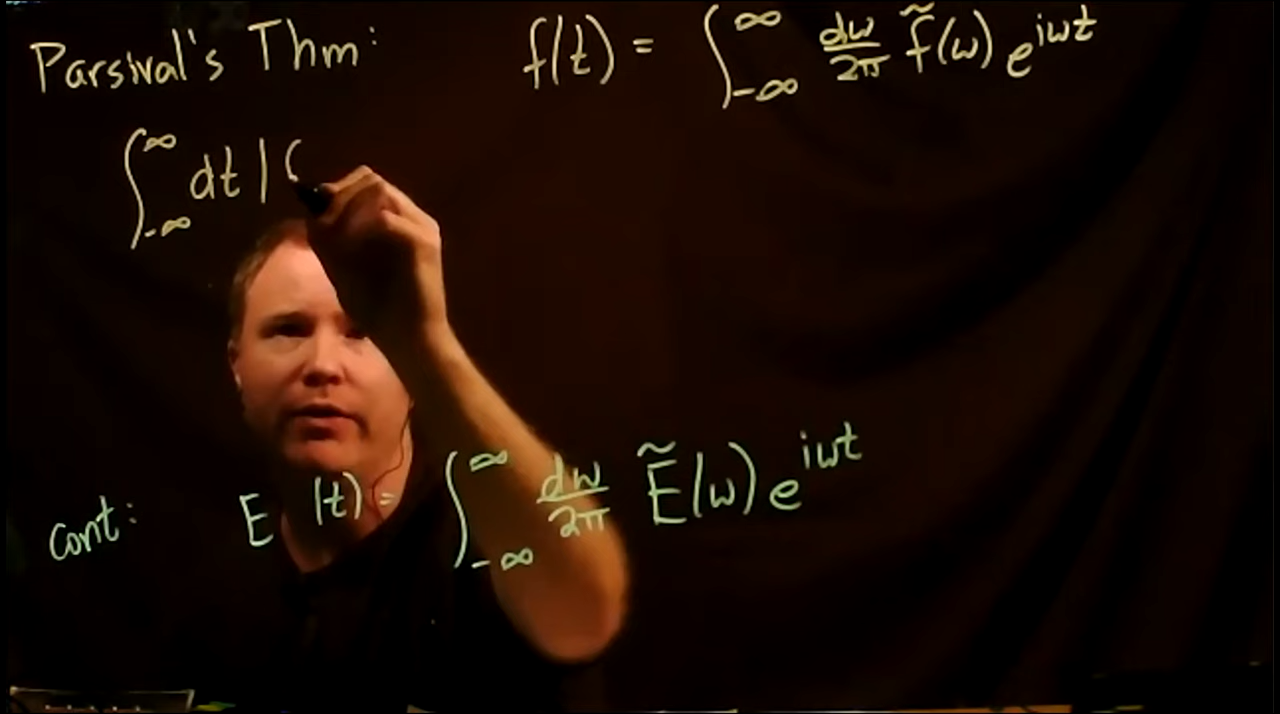 Parsival's Thm: f(t) = ∫_{-∞}^{∞} dω/2π f̃(ω) e^{iωt}
∫_{-∞}^{∞} dt |
cont: E (t) = ∫_{-∞}^{∞} dω/2π Ẽ(ω) e^{iωt}